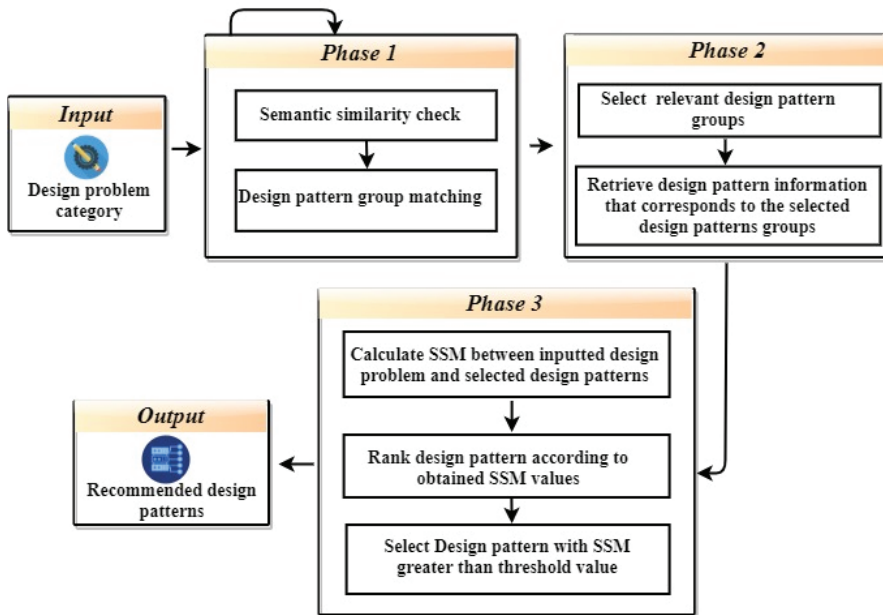 Input
Design problem
category
Phase 1
Semantic similarity check
Design pattern group matching
Phase 2
Select relevant design pattern
groups
Retrieve design pattern information
that corresponds to the selected
design patterns groups
Phase 3
Calculate SSM between inputted design
problem and selected design patterns
Rank design pattern according to
obtained SSM values
Select Design pattern with SSM
greater than threshold value
Output
Recommended design
patterns